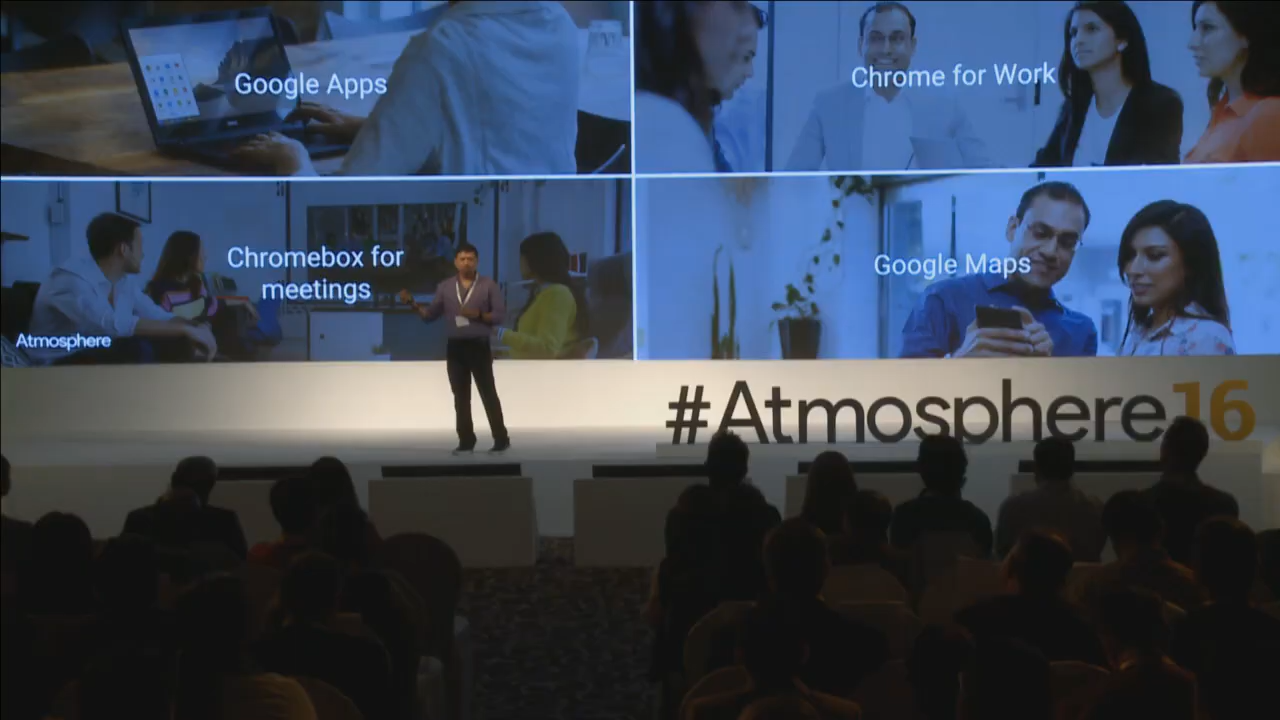 Google Apps
Chrome for Work
Chromebox for
meetings
Google Maps
Atmosphere
#Atmosphere16